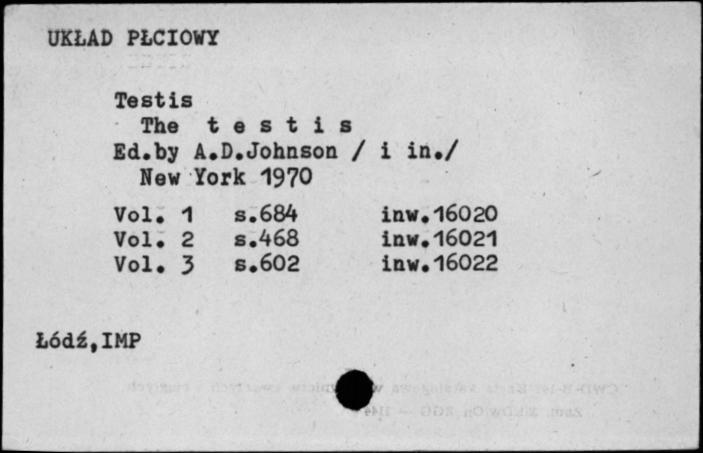 UKŁAD PŁCIOWY
Testis
The t e s t i s
Ed.by A.D.Johnson / i in./
New York 1970
Vol. 1 s.684 inw.16020
Vol. 2 s.468 inw.16021
Vol. 3 s.602 inw.16022
Łódź,IMP